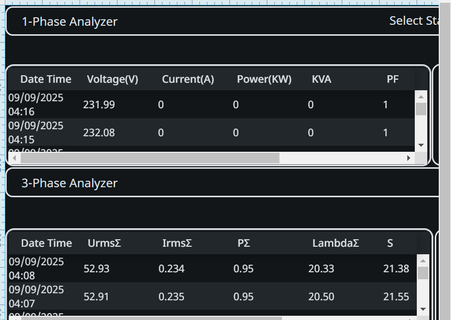 1-Phase Analyzer Select Sta
Date Time Voltage(V) Current(A) Power(KW) KVA PF
09/09/2025 04:16 231.99 0 0 0 1
09/09/2025 04:15 232.08 0 0 0 1
3-Phase Analyzer
Date Time UrmsΣ IrmsΣ PΣ LambdaΣ S
09/09/2025 04:08 52.93 0.234 0.95 20.33 21.38
09/09/2025 04:07 52.91 0.235 0.95 20.50 21.55